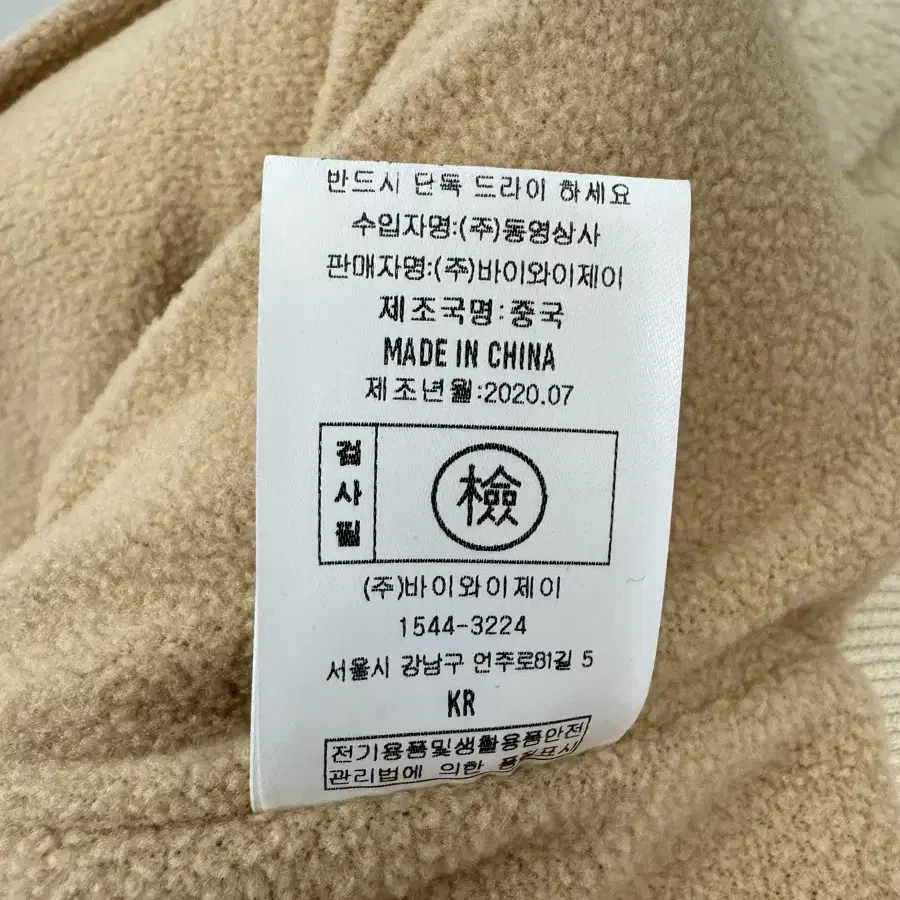 반드시 단독 드라이 하세요
수입자명:(주)동영상사
판매자명:(주)바이와이제이
제조국명:중국
MADE IN CHINA
제조년월:2020.07
검사필
檢
(주)바이와이제이
1544-3224
서울시 강남구 언주로81길 5
KR
전기용품및생활용품안전
관리법에 의한 품질표시